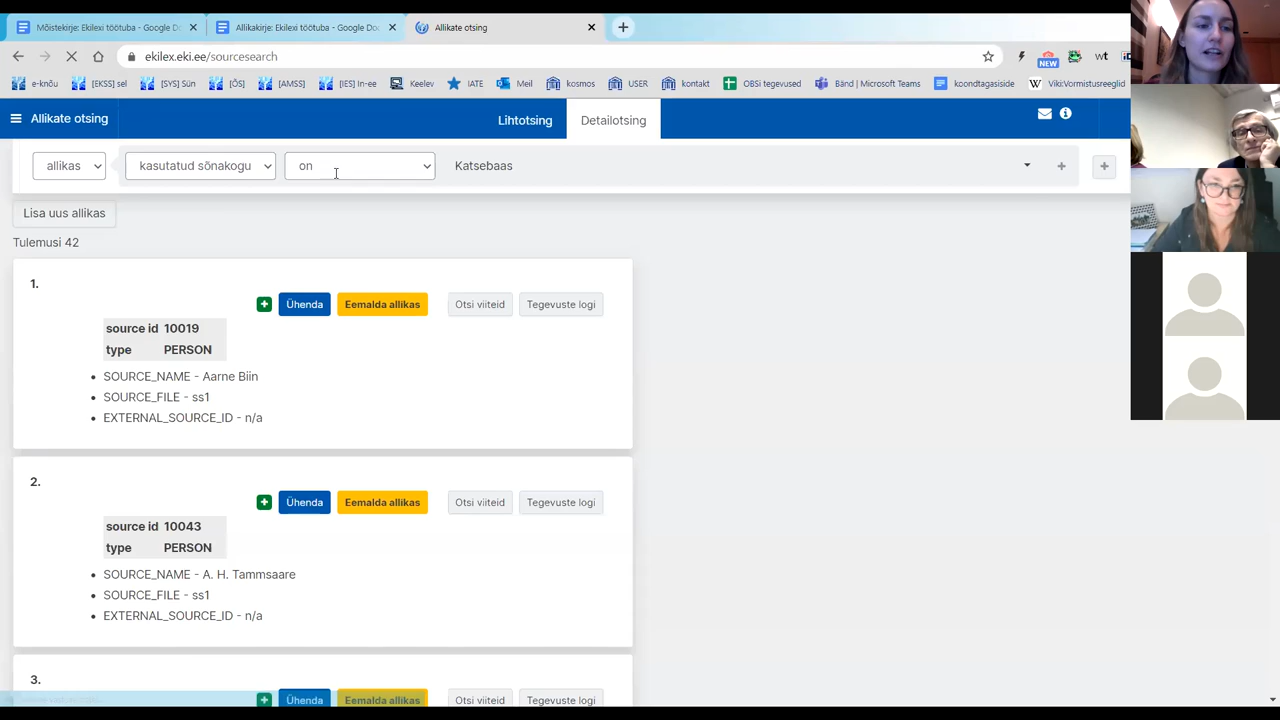 Mõistekirje: Ekilexi töötuba - Google Dc
Allikakirje: Ekilexi töötuba - Google Doc
Allikate otsing
ekilex.eki.ee/sourcesearch
NEW
wt
e-knõu
[EKSS] sel
[SYS] Sün
[ÕS]
[AMSS]
[IES] ies-ee
Keelev
IATE
Meil
kosmos
USER
kontakt
OBSi tegevused
Bänd | Microsoft Teams
koondtagasiside
Viki:Vormistusreeglid
Allikate otsing
Lihtotsing
Detailotsing
allikas
kasutatud sõnakogu
on
Katsebaas
Lisa uus allikas
Tulemusi 42
1.
Ühenda
Eemalda allikas
Otsi viiteid
Tegevuste logi
source id 10019
type PERSON
SOURCE_NAME - Aarne Biin
SOURCE_FILE - ss1
EXTERNAL_SOURCE_ID - n/a
2.
Ühenda
Eemalda allikas
Otsi viiteid
Tegevuste logi
source id 10043
type PERSON
SOURCE_NAME - A. H. Tammsaare
SOURCE_FILE - ss1
EXTERNAL_SOURCE_ID - n/a
3.
Ühenda
Eemalda allikas
Otsi viiteid
Tegevuste logi